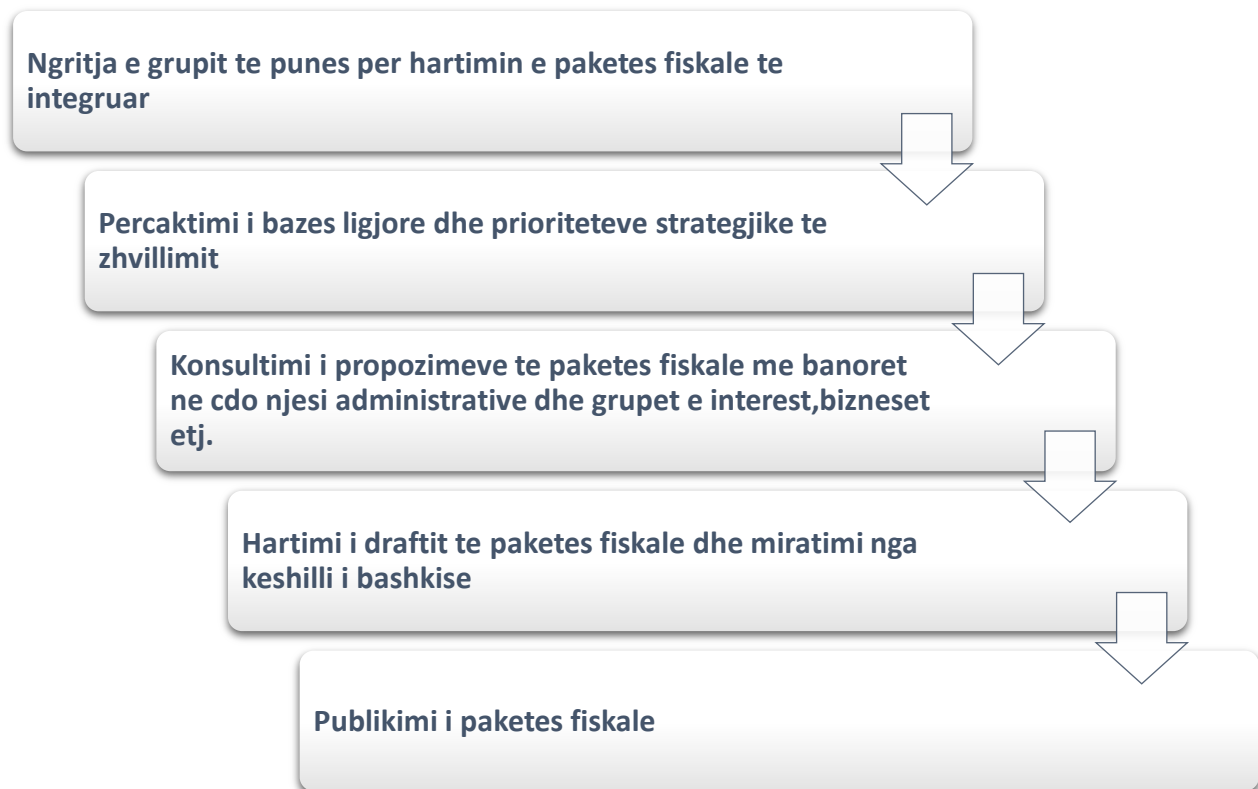 Ngritja e grupit te punes per hartimin e paketes fiskale te
integruar
Percaktimi i bazes ligjore dhe prioriteteve strategjike te
zhvillimit
Konsultimi i propozimeve te paketes fiskale me banoret
ne cdo njesi administrative dhe grupet e interest,bizneset
etj.
Hartimi i draftit te paketes fiskale dhe miratimi nga
keshilli i bashkise
Publikimi i paketes fiskale